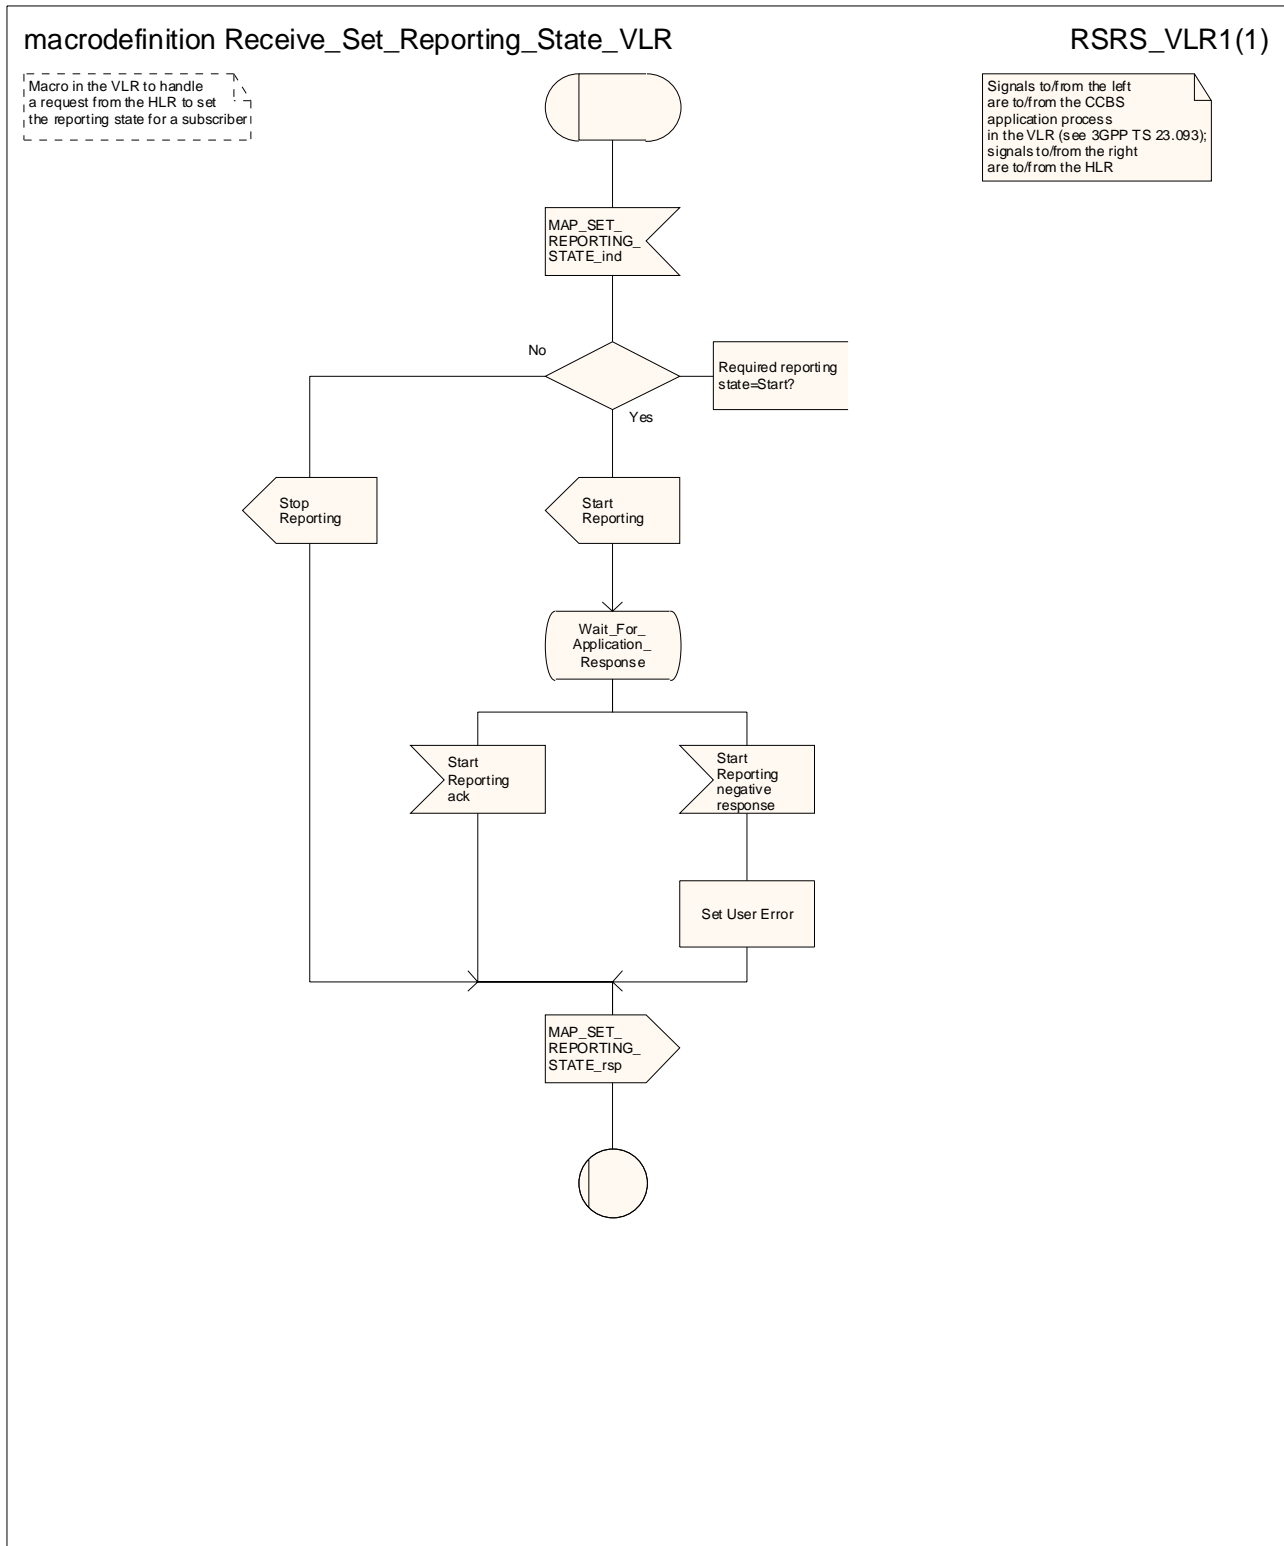 macrodefinition Receive_Set_Reporting_State_VLR
RSRS_VLR1(1)
Macro in the VLR to handle
a request from the HLR to set
the reporting state for a subscriber
Signals to/from the left
are to/from the CCBS
application process
in the VLR (see 3GPP TS 23.093);
signals to/from the right
are to/from the HLR
MAP_SET_
REPORTING_
STATE_ind
No
Required reporting
state=Start?
Yes
Stop
Reporting
Start
Reporting
Wait_For_
Application_
Response
Start
Reporting
ack
Start
Reporting
negative
response
Set User Error
MAP_SET_
REPORTING_
STATE_rsp